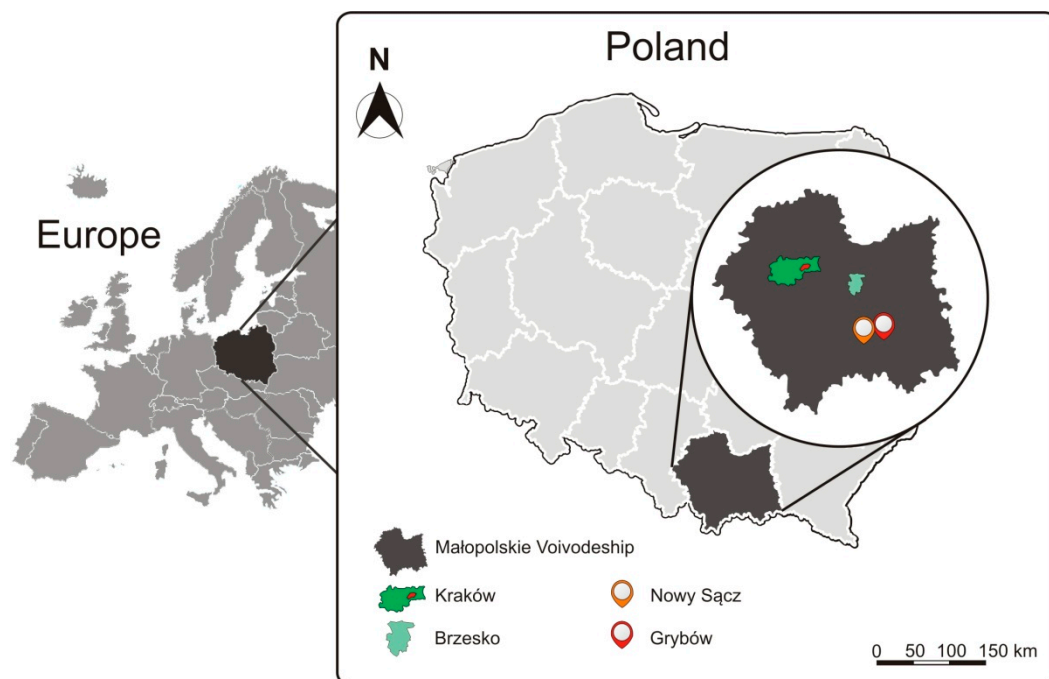 Poland
N
Europe
Małopolskie Voivodeship
Kraków
Nowy Sącz
Brzesko
Grybów
0 50 100 150 km